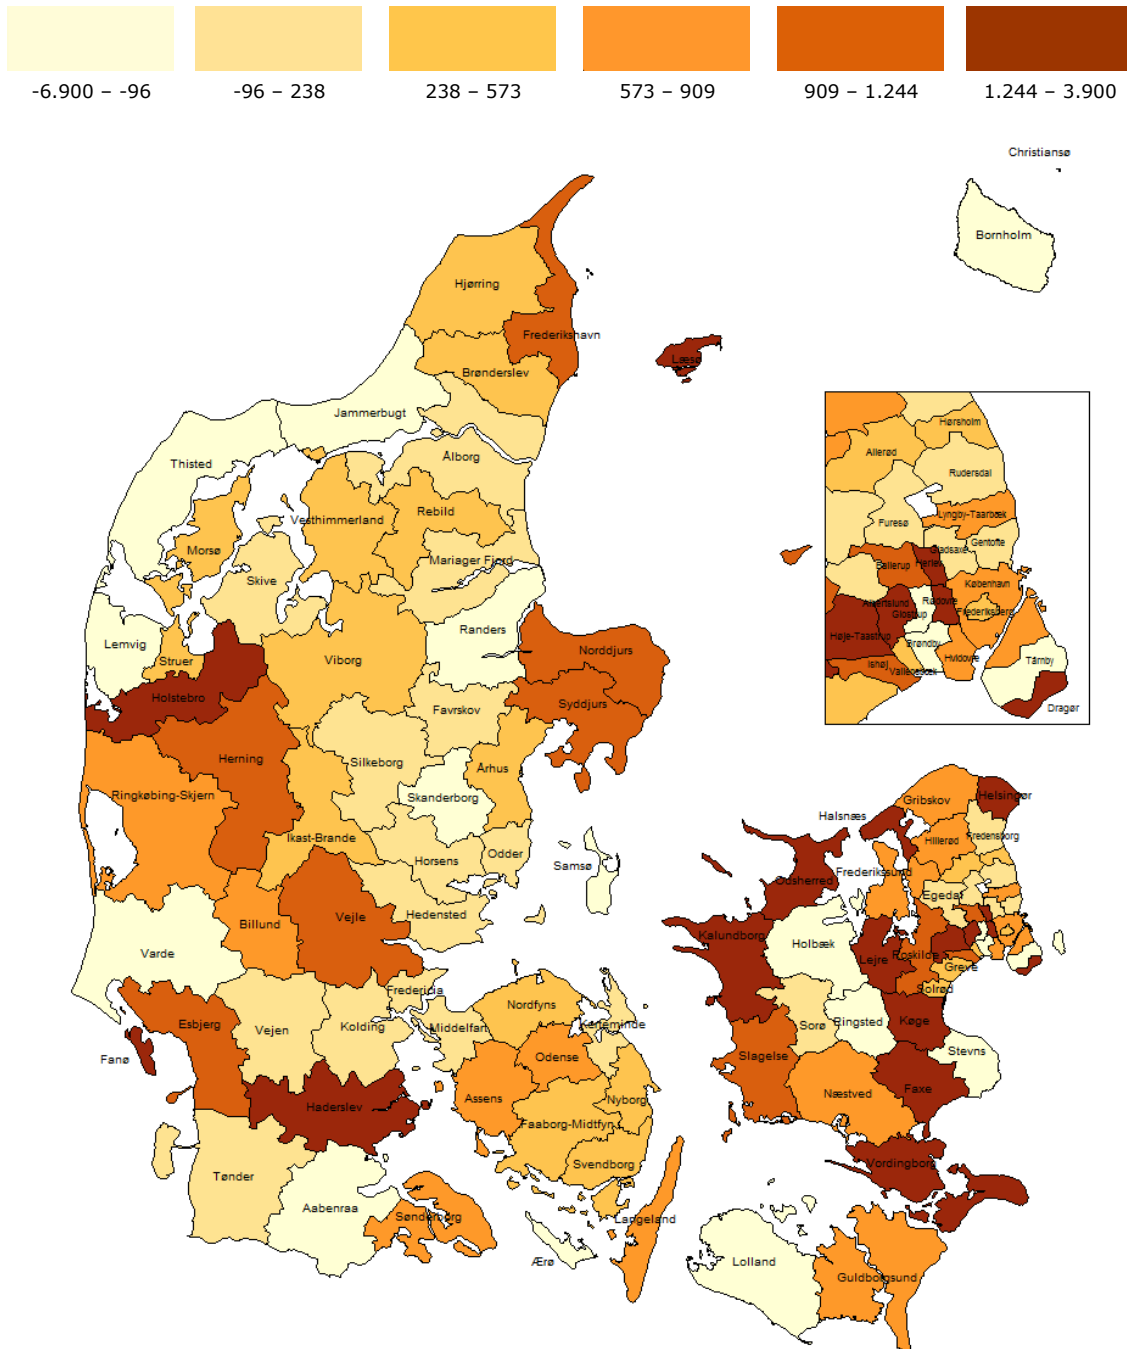 -6.900 – -96 -96 – 238 238 – 573 573 – 909 909 – 1.244 1.244 – 3.900
Christiansø
Bornholm
Hjørring
Frederikshavn
Læsø
Brønderslev
Jammerbugt
Thisted
Ålborg
Vesthimmerland
Rebild
Morsø
Mariager Fjord
Skive
Randers
Lemvig
Struer
Viborg
Norddjurs
Holstebro
Syddjurs
Favrskov
Herning
Silkeborg
Århus
Ringkøbing-Skjern
Skanderborg
Ikast-Brande
Horsens
Odder
Samsø
Hedensted
Billund
Vejle
Varde
Fredericia
Nordfyns
Esbjerg
Vejen
Kolding
Middelfart
Kerteminde
Fanø
Odense
Haderslev
Assens
Nyborg
Faaborg-Midtfyn
Svendborg
Tønder
Aabenraa
Sønderborg
Langeland
Ærø
Hørsholm
Allerød
Rudersdal
Lyngby-Taarbæk
Furesø
Gentofte
Gladsaxe
Ballerup
Herlev
København
Albertslund
Rødovre
Glostrup
Frederiksberg
Høje-Taastrup
Brøndby
Hvidovre
Ishøj
Vallensbæk
Tårnby
Dragør
Helsingør
Gribskov
Halsnæs
Hillerød
Fredensborg
Frederikssund
Odsherred
Egedal
Kalundborg
Holbæk
Lejre
Roskilde
Greve
Solrød
Sorø
Ringsted
Køge
Stevns
Slagelse
Næstved
Faxe
Vordingborg
Lolland
Guldborgsund